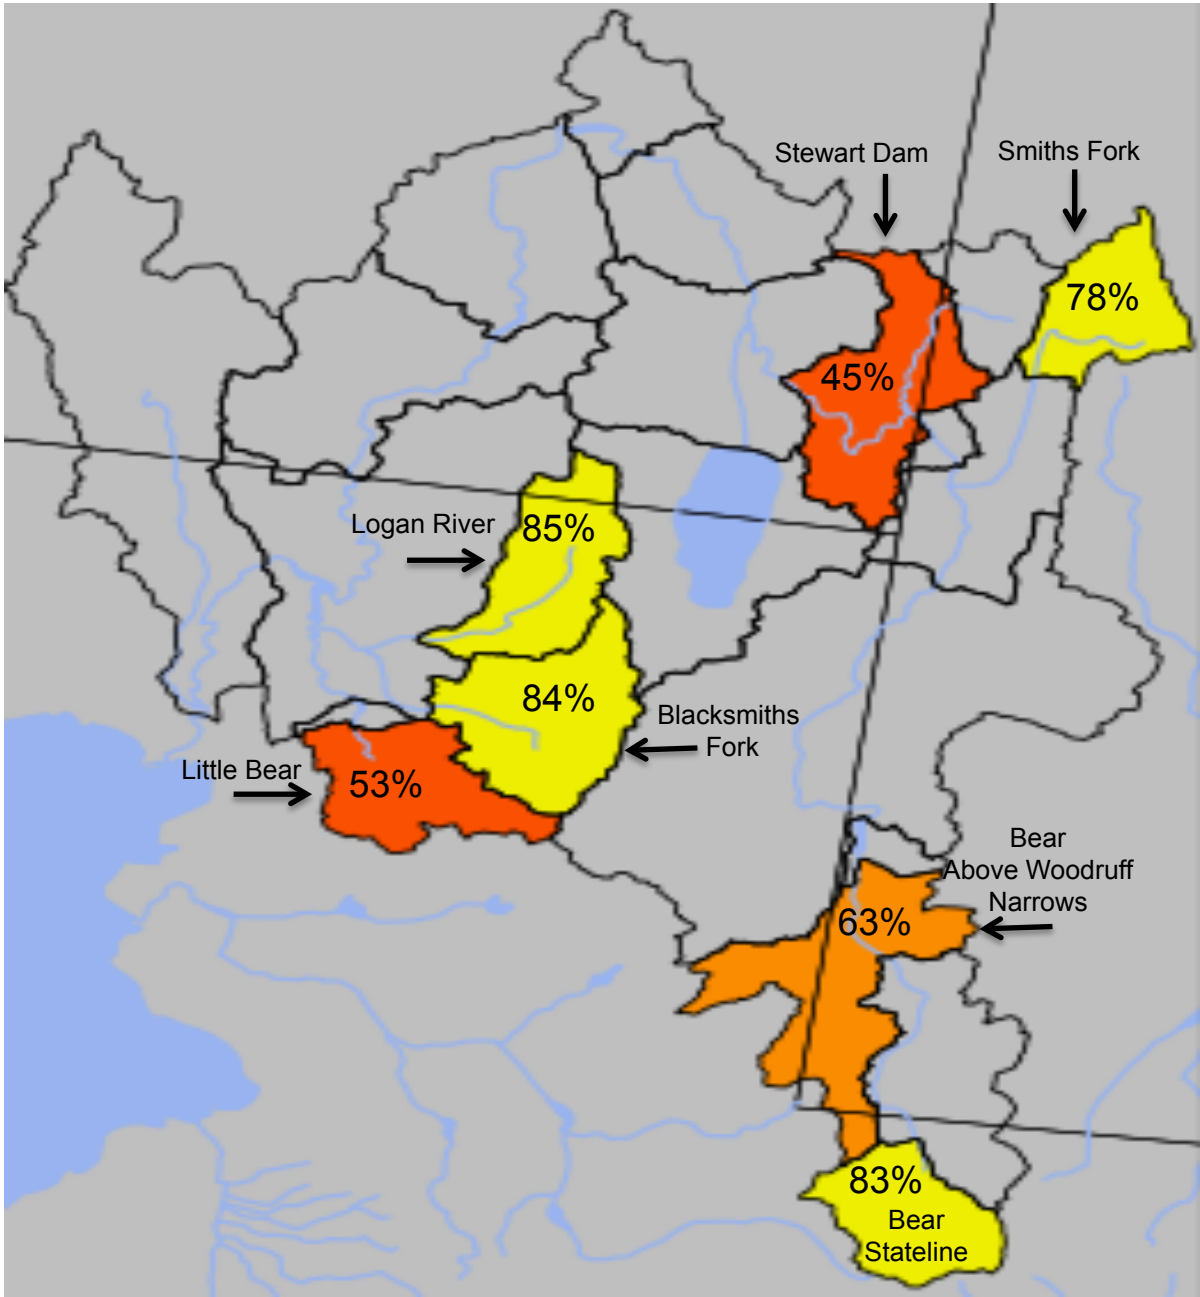 Stewart Dam
Smiths Fork
78%
45%
Logan River
85%
84%
Blacksmiths
Fork
Little Bear
53%
Bear
Above Woodruff
Narrows
63%
83%
Bear
Stateline